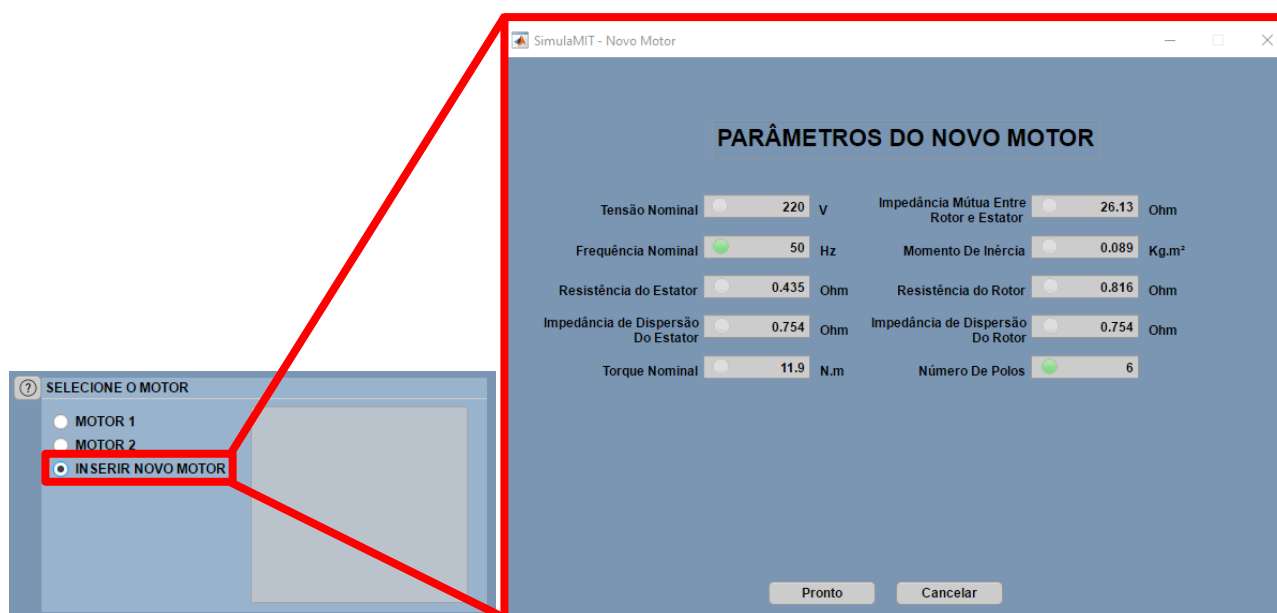 SimulaMIT - Novo Motor
PARÂMETROS DO NOVO MOTOR
Tensão Nominal 220 V
Impedância Mútua Entre
Rotor e Estator 26.13 Ohm
Frequência Nominal 50 Hz
Momento De Inércia 0.089 Kg.m²
Resistência do Estator 0.435 Ohm
Resistência do Rotor 0.816 Ohm
Impedância de Dispersão
Do Estator 0.754 Ohm
Impedância de Dispersão
Do Rotor 0.754 Ohm
Torque Nominal 11.9 N.m
Número De Polos 6
Pronto Cancelar
? SELECIONE O MOTOR
MOTOR 1
MOTOR 2
INSERIR NOVO MOTOR